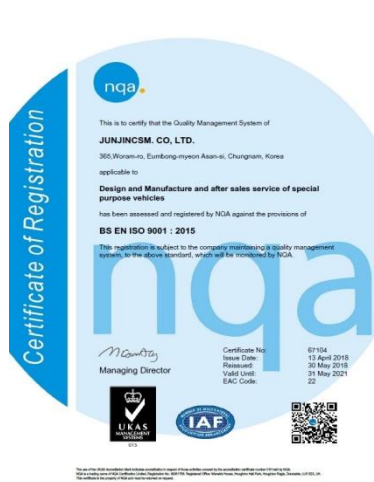 nqa.
Certificate of Registration
This is to certify that the Quality Management System of
JUNJINCSM. CO, LTD.
365,Woram-ro, Eumbong-myeon Asan-si, Chungnam, Korea
applicable to
Design and Manufacture and after sales service of special
purpose vehicles
has been assessed and registered by NQA against the provisions of
BS EN ISO 9001 : 2015
This registration is subject to the company maintaining a quality management
system, to the above standard, which will be monitored by NQA.
nqa
Managing Director
Certificate No: 67104
Issue Date: 13 April 2018
Reissued: 30 May 2018
Valid Until: 31 May 2021
EAC Code: 22
UKAS
MANAGEMENT
SYSTEMS
015
IAF